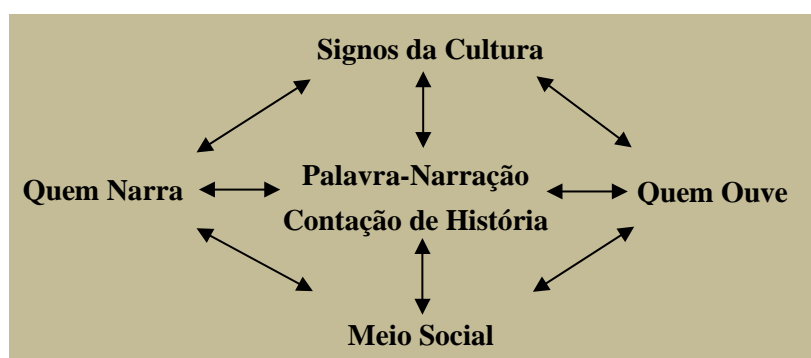 Signos da Cultura
Palavra-Narração
Quem Narra
Quem Ouve
Contação de História
Meio Social